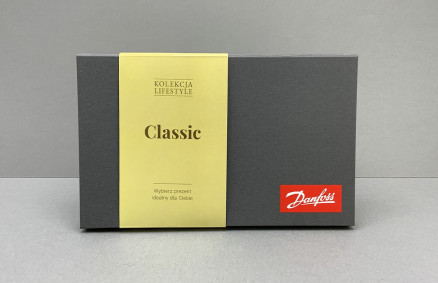 KOLEKCJA
LIFESTYLE
Classic
Wybierz prezent
idealny dla Ciebie
Danfoss